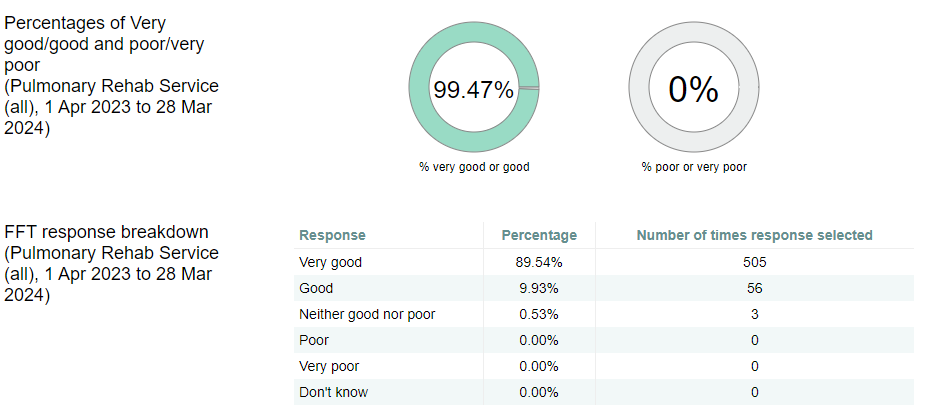 Percentages of Very
good/good and poor/very
poor
(Pulmonary Rehab Service
(all), 1 Apr 2023 to 28 Mar
2024)
99.47%
0%
% very good or good
% poor or very poor
FFT response breakdown
(Pulmonary Rehab Service
(all), 1 Apr 2023 to 28 Mar
2024)
Response Percentage Number of times response selected
Very good 89.54% 505
Good 9.93% 56
Neither good nor poor 0.53% 3
Poor 0.00% 0
Very poor 0.00% 0
Don't know 0.00% 0